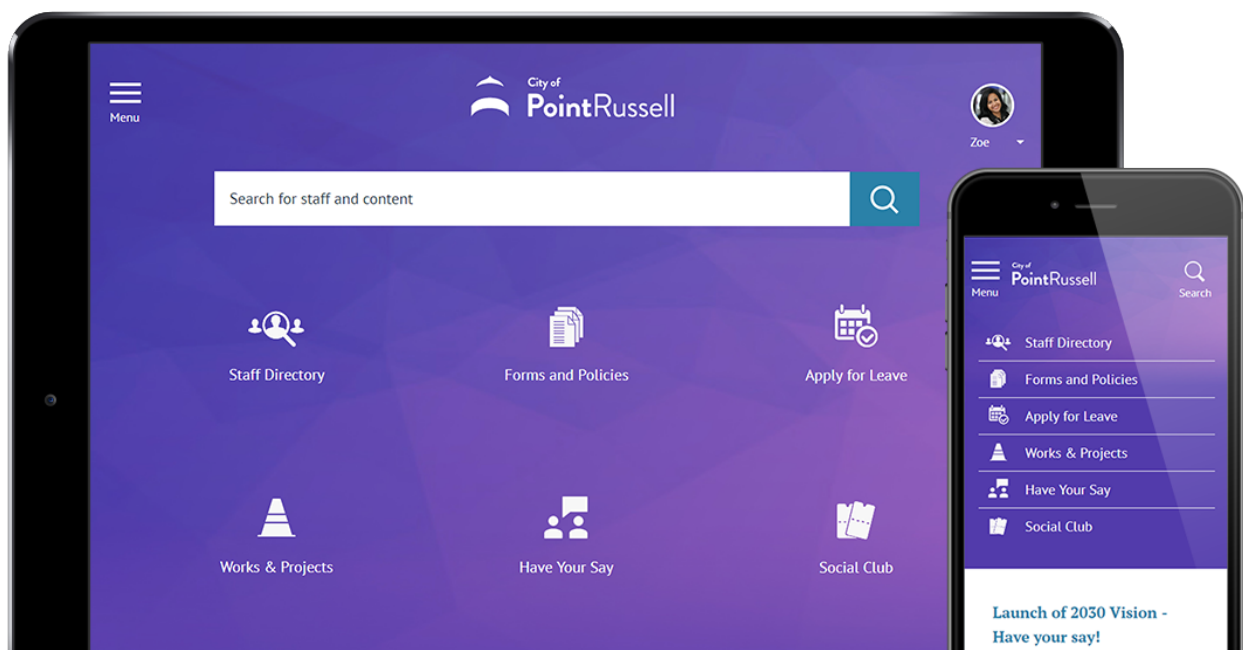 Menu
City of
PointRussell
Zoe
Search for staff and content
Staff Directory
Forms and Policies
Apply for Leave
Works & Projects
Have Your Say
Social Club
Menu
City of
PointRussell
Search
Staff Directory
Forms and Policies
Apply for Leave
Works & Projects
Have Your Say
Social Club
Launch of 2030 Vision -
Have your say!